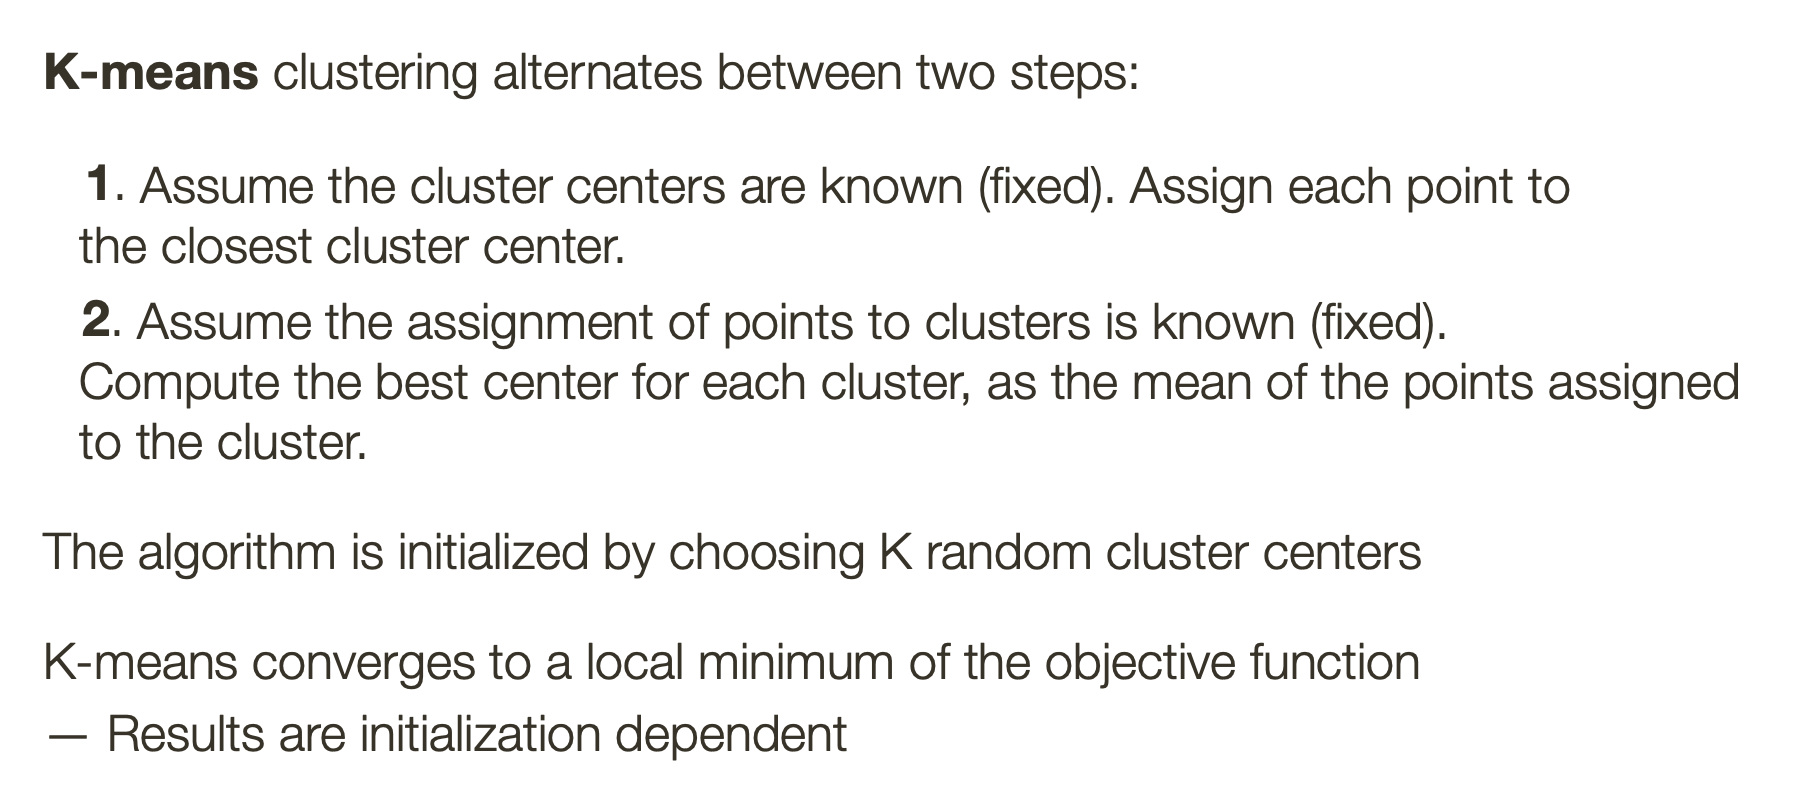 K-means clustering alternates between two steps:
1. Assume the cluster centers are known (fixed). Assign each point to
the closest cluster center.
2. Assume the assignment of points to clusters is known (fixed).
Compute the best center for each cluster, as the mean of the points assigned
to the cluster.
The algorithm is initialized by choosing K random cluster centers
K-means converges to a local minimum of the objective function
— Results are initialization dependent